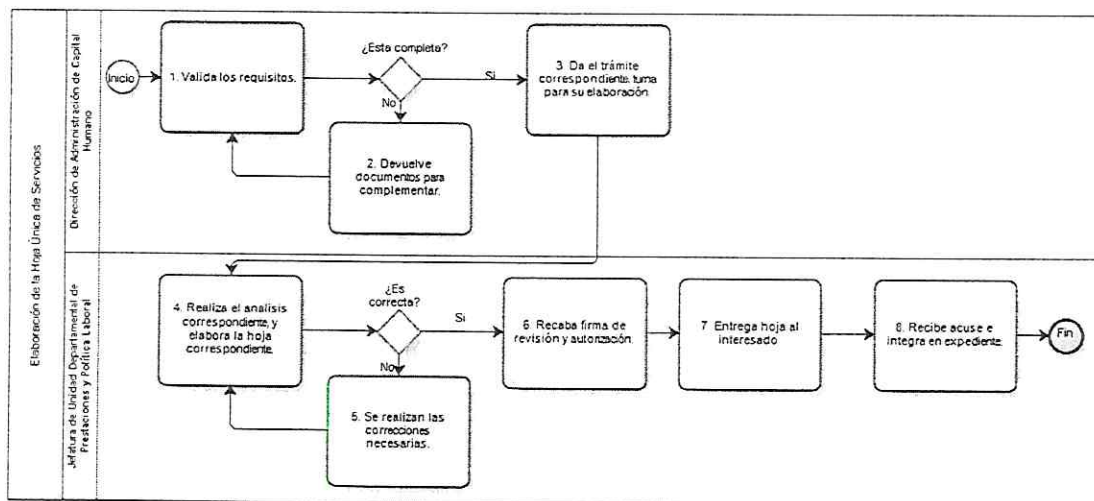 Elaboración de la Hoja Única de Servicios
Dirección de Administración de Capital
Humano
Inicio
1. Valida los requisitos.
¿Esta completa?
Si
No
2. Devuelve
documentos para
complementar.
3 Da el trámite
correspondiente, turna
para su elaboración
Jefatura de Unidad Departamental de
Prestaciones y Política Laboral
4. Realiza el analisis
correspondiente, y
elabora la hoja
correspondiente.
¿Es
correcta?
Si
No
5. Se realizan las
correcciones
necesarias.
6. Recaba firma de
revisión y autorización.
7 Entrega hoja al
interesado
8. Recibe acuse e
integra en expediente.
Fin